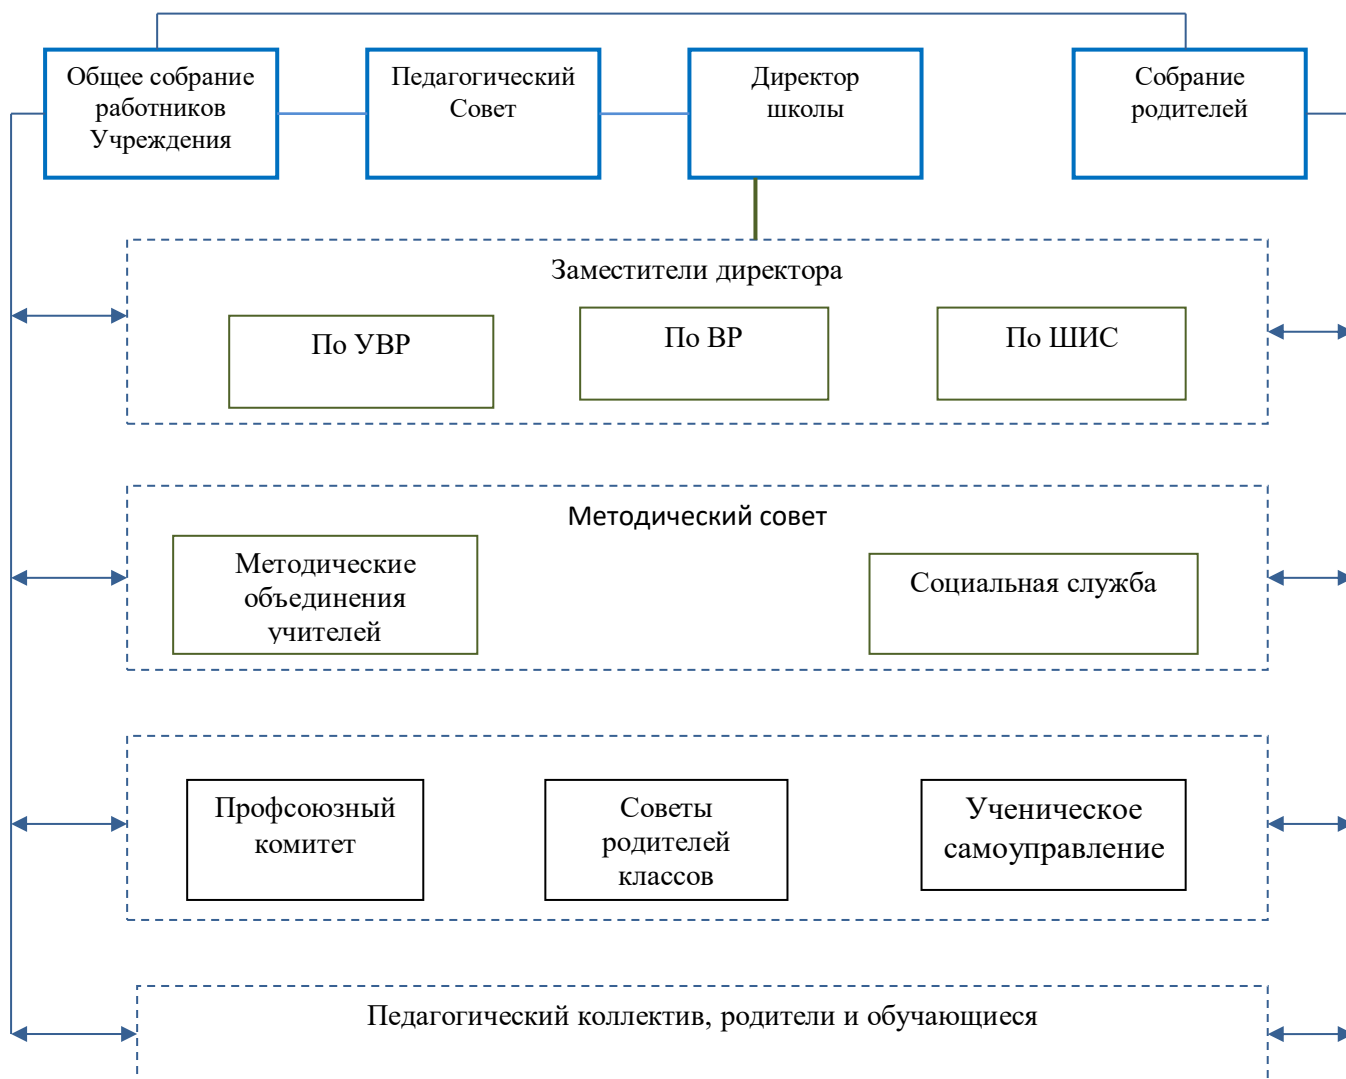 Общее собрание
работников
Учреждения
Педагогический
Совет
Директор
школы
Собрание
родителей
Заместители директора
По УВР
По ВР
По ШИС
Методический совет
Методические
объединения
учителей
Социальная служба
Профсоюзный
комитет
Советы
родителей
классов
Ученическое
самоуправление
Педагогический коллектив, родители и обучающиеся